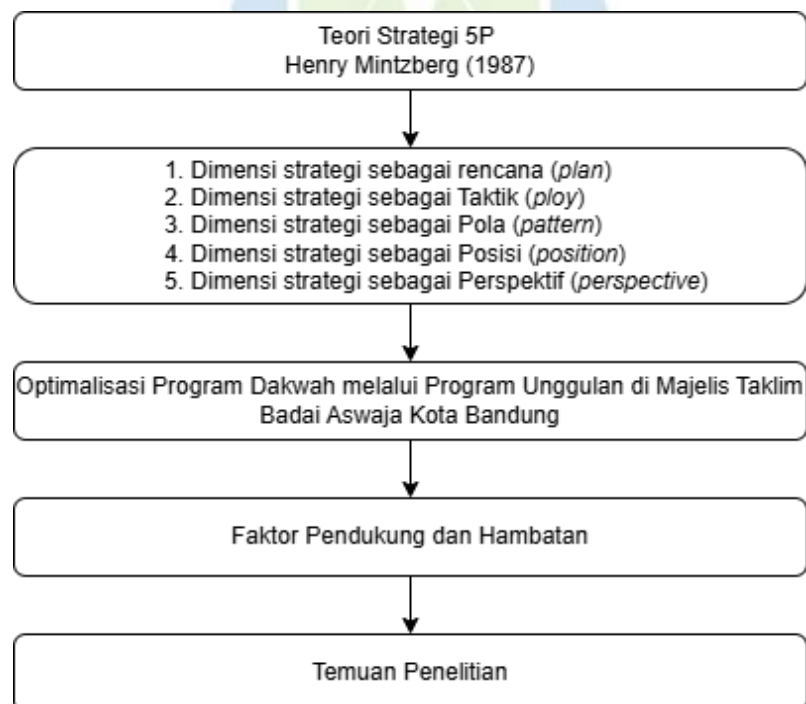 Teori Strategi 5P
Henry Mintzberg (1987)
1. Dimensi strategi sebagai rencana (plan)
2. Dimensi strategi sebagai Taktik (ploy)
3. Dimensi strategi sebagai Pola (pattern)
4. Dimensi strategi sebagai Posisi (position)
5. Dimensi strategi sebagai Perspektif (perspective)
Optimalisasi Program Dakwah melalui Program Unggulan di Majelis Taklim
Badai Aswaja Kota Bandung
Faktor Pendukung dan Hambatan
Temuan Penelitian